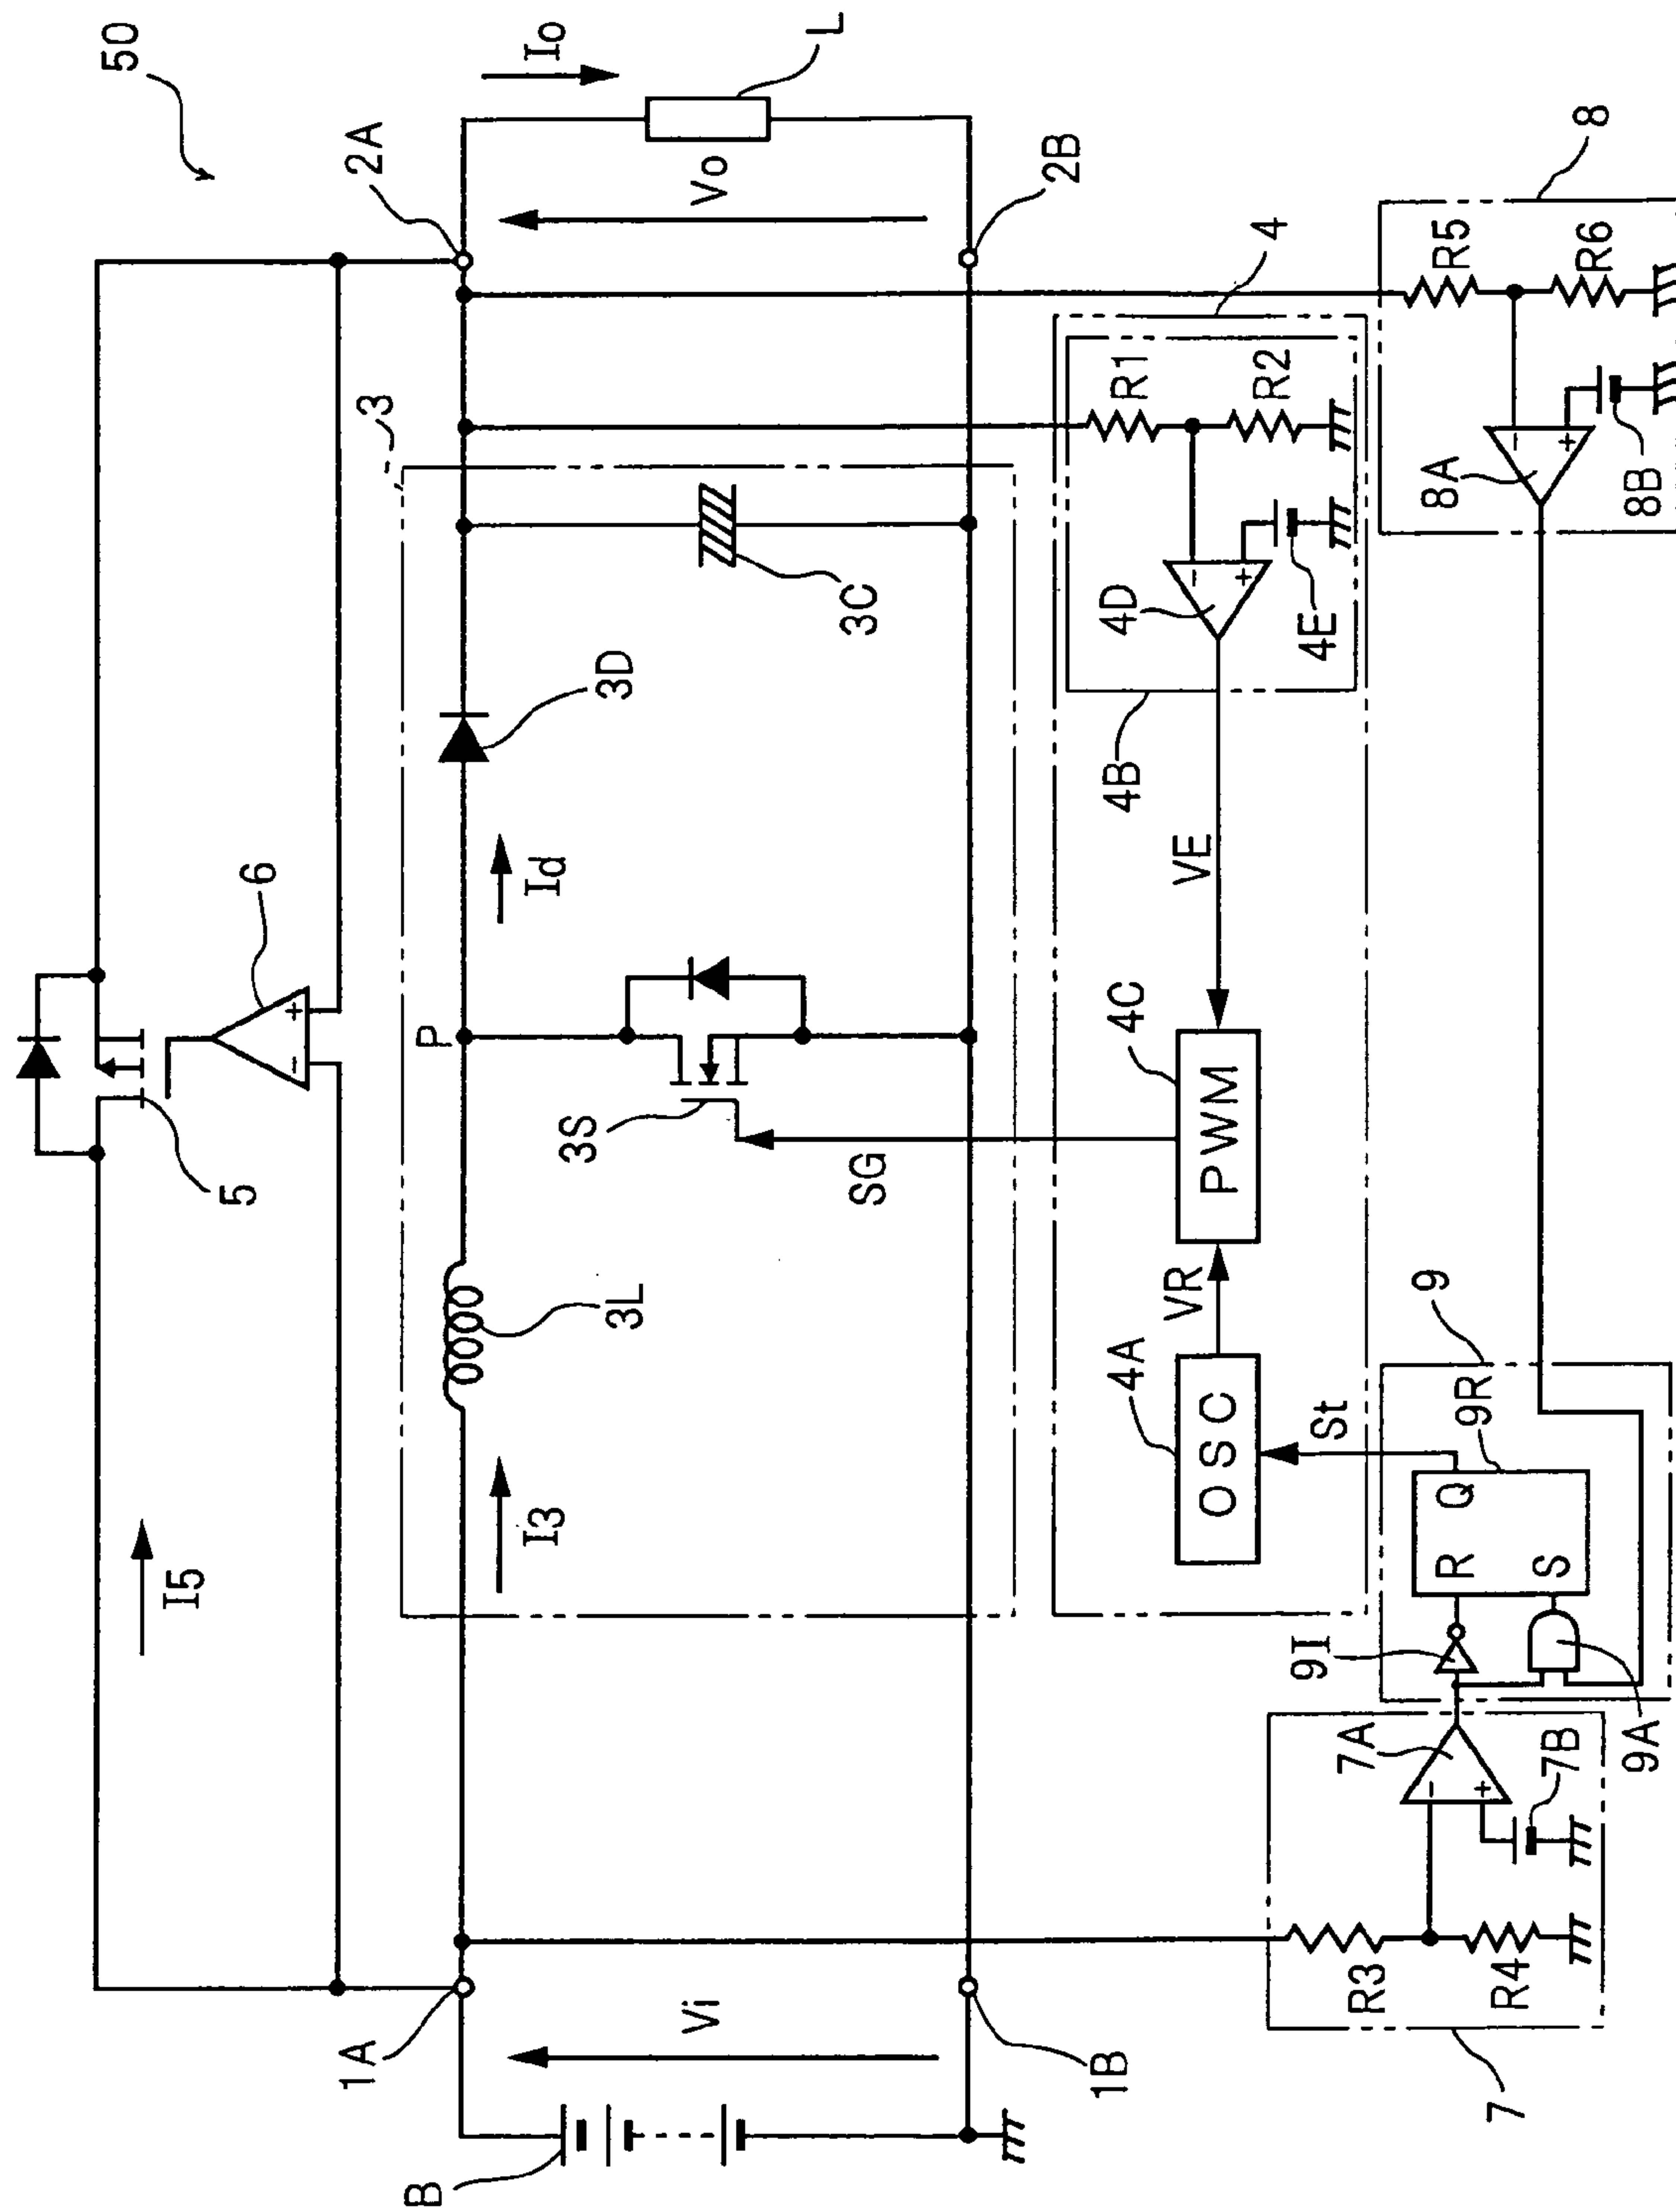 50
I5
5
6
1A
2A
3
Io
L
B
Vi
Vo
I3
3L
P
Id
3D
3S
3C
SG
1B
2B
4
4A
OSC
VR
PWM
4C
VE
4B
4D
4E
R1
R2
St
7
R3
R4
7A
7B
-
+
9
9I
9A
9R
R
S
Q
8
8A
8B
R5
R6
-
+
-
+
-
+